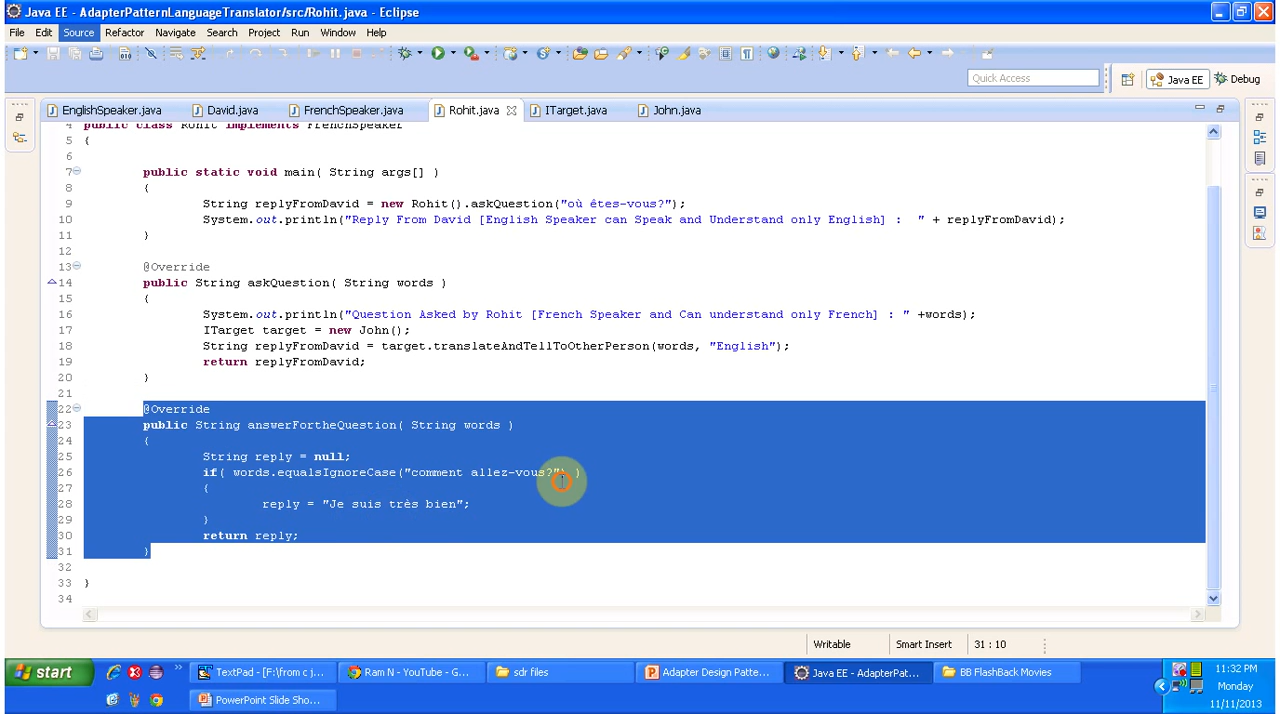 Java EE - AdapterPatternLanguageTranslator/src/Rohit.java - Eclipse
File Edit Source Refactor Navigate Search Project Run Window Help
Quick Access Java EE Debug
EnglishSpeaker.java David.java FrenchSpeaker.java Rohit.java ITarget.java John.java
4 public class Rohit implements FrenchSpeaker
5 {
6
7 public static void main( String args[] )
8 {
9 String replyFromDavid = new Rohit().askQuestion("où êtes-vous?");
10 System.out.println("Reply From David [English Speaker can Speak and Understand only English] :  " + replyFromDavid);
11 }
12
13 @Override
14 public String askQuestion( String words )
15 {
16 System.out.println("Question Asked by Rohit [French Speaker and Can understand only French] : " +words);
17 ITarget target = new John();
18 String replyFromDavid = target.translateAndTellToOtherPerson(words, "English");
19 return replyFromDavid;
20 }
21
22 @Override
23 public String answerFortheQuestion( String words )
24 {
25 String reply = null;
26 if( words.equalsIgnoreCase("comment allez-vous?") )
27 {
28 reply = "Je suis très bien";
29 }
30 return reply;
31 }
32
33 }
34
Writable Smart Insert 31 : 10
start TextPad - [F:\from c j... Ram N - YouTube - G... sdr files Adapter Design Patte... Java EE - AdapterPat... BB FlashBack Movies 11:32 PM
Monday
PowerPoint Slide Sho... 11/11/2013